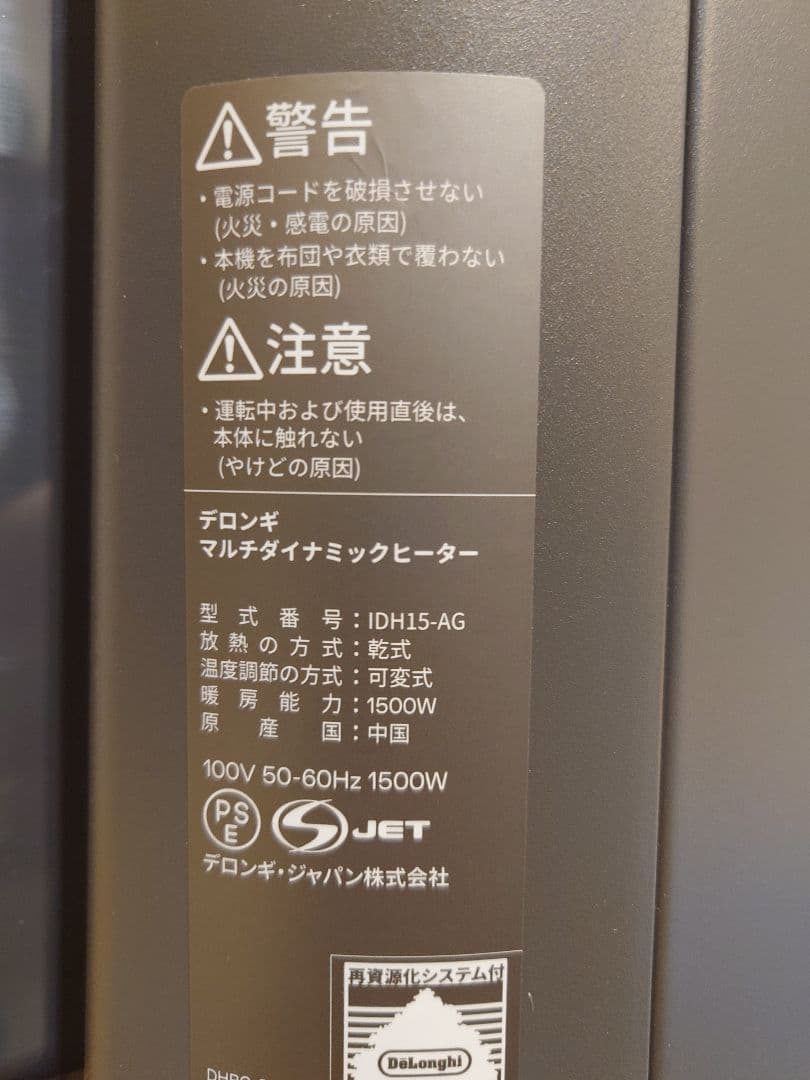 警告
・電源コードを破損させない
(火災・感電の原因)
・本機を布団や衣類で覆わない
(火災の原因)
注意
・運転中および使用直後は、
本体に触れない
(やけどの原因)
デロンギ
マルチダイナミックヒーター
型式番号：IDH15-AG
放熱の方式：乾式
温度調節の方式：可変式
暖房能力：1500W
原産国：中国
100V 50-60Hz 1500W
PSE JET
デロンギ・ジャパン株式会社
再資源化システム付
DeLonghi